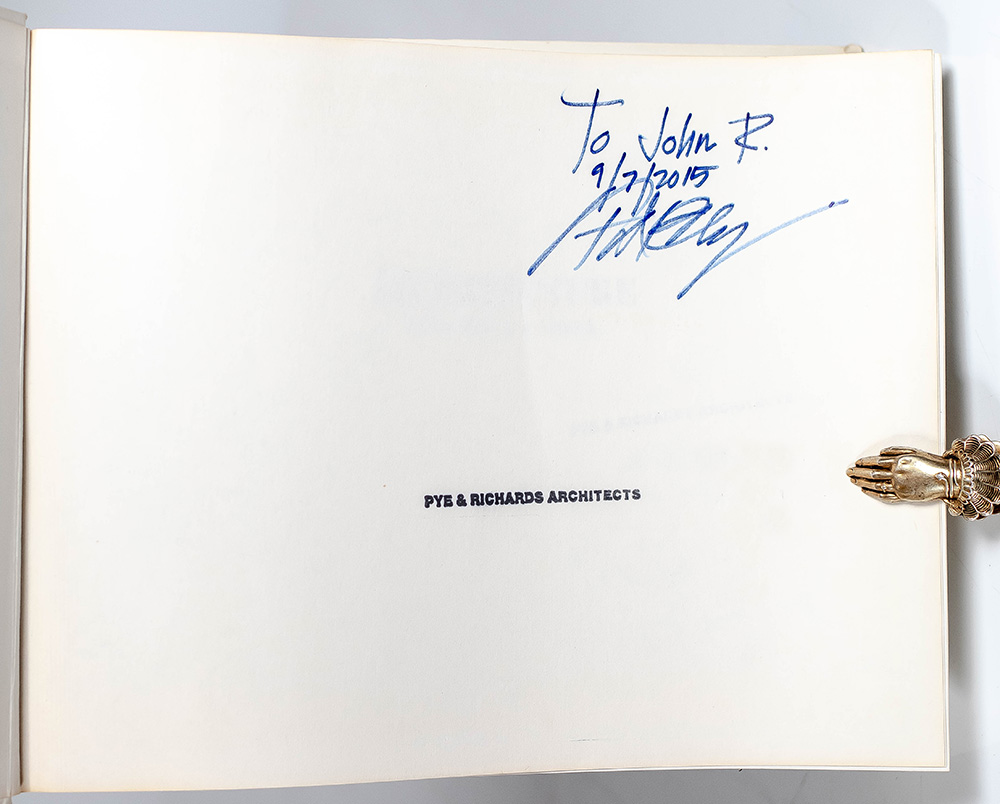 To John R.
9/7/2015
PYE & RICHARDS ARCHITECTS